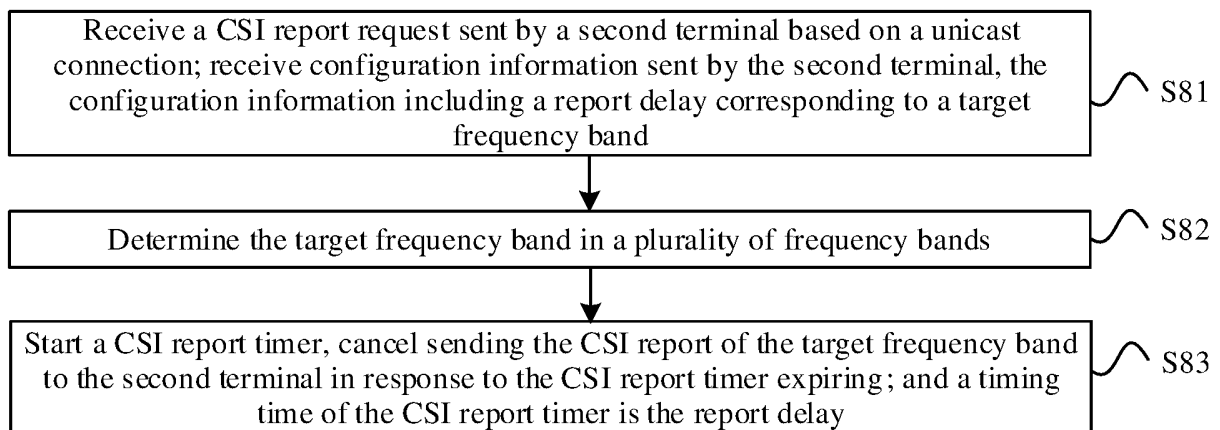 Receive a CSI report request sent by a second terminal based on a unicast
connection; receive configuration information sent by the second terminal, the
configuration information including a report delay corresponding to a target
frequency band
S81
Determine the target frequency band in a plurality of frequency bands
S82
Start a CSI report timer, cancel sending the CSI report of the target frequency band
to the second terminal in response to the CSI report timer expiring; and a timing
time of the CSI report timer is the report delay
S83